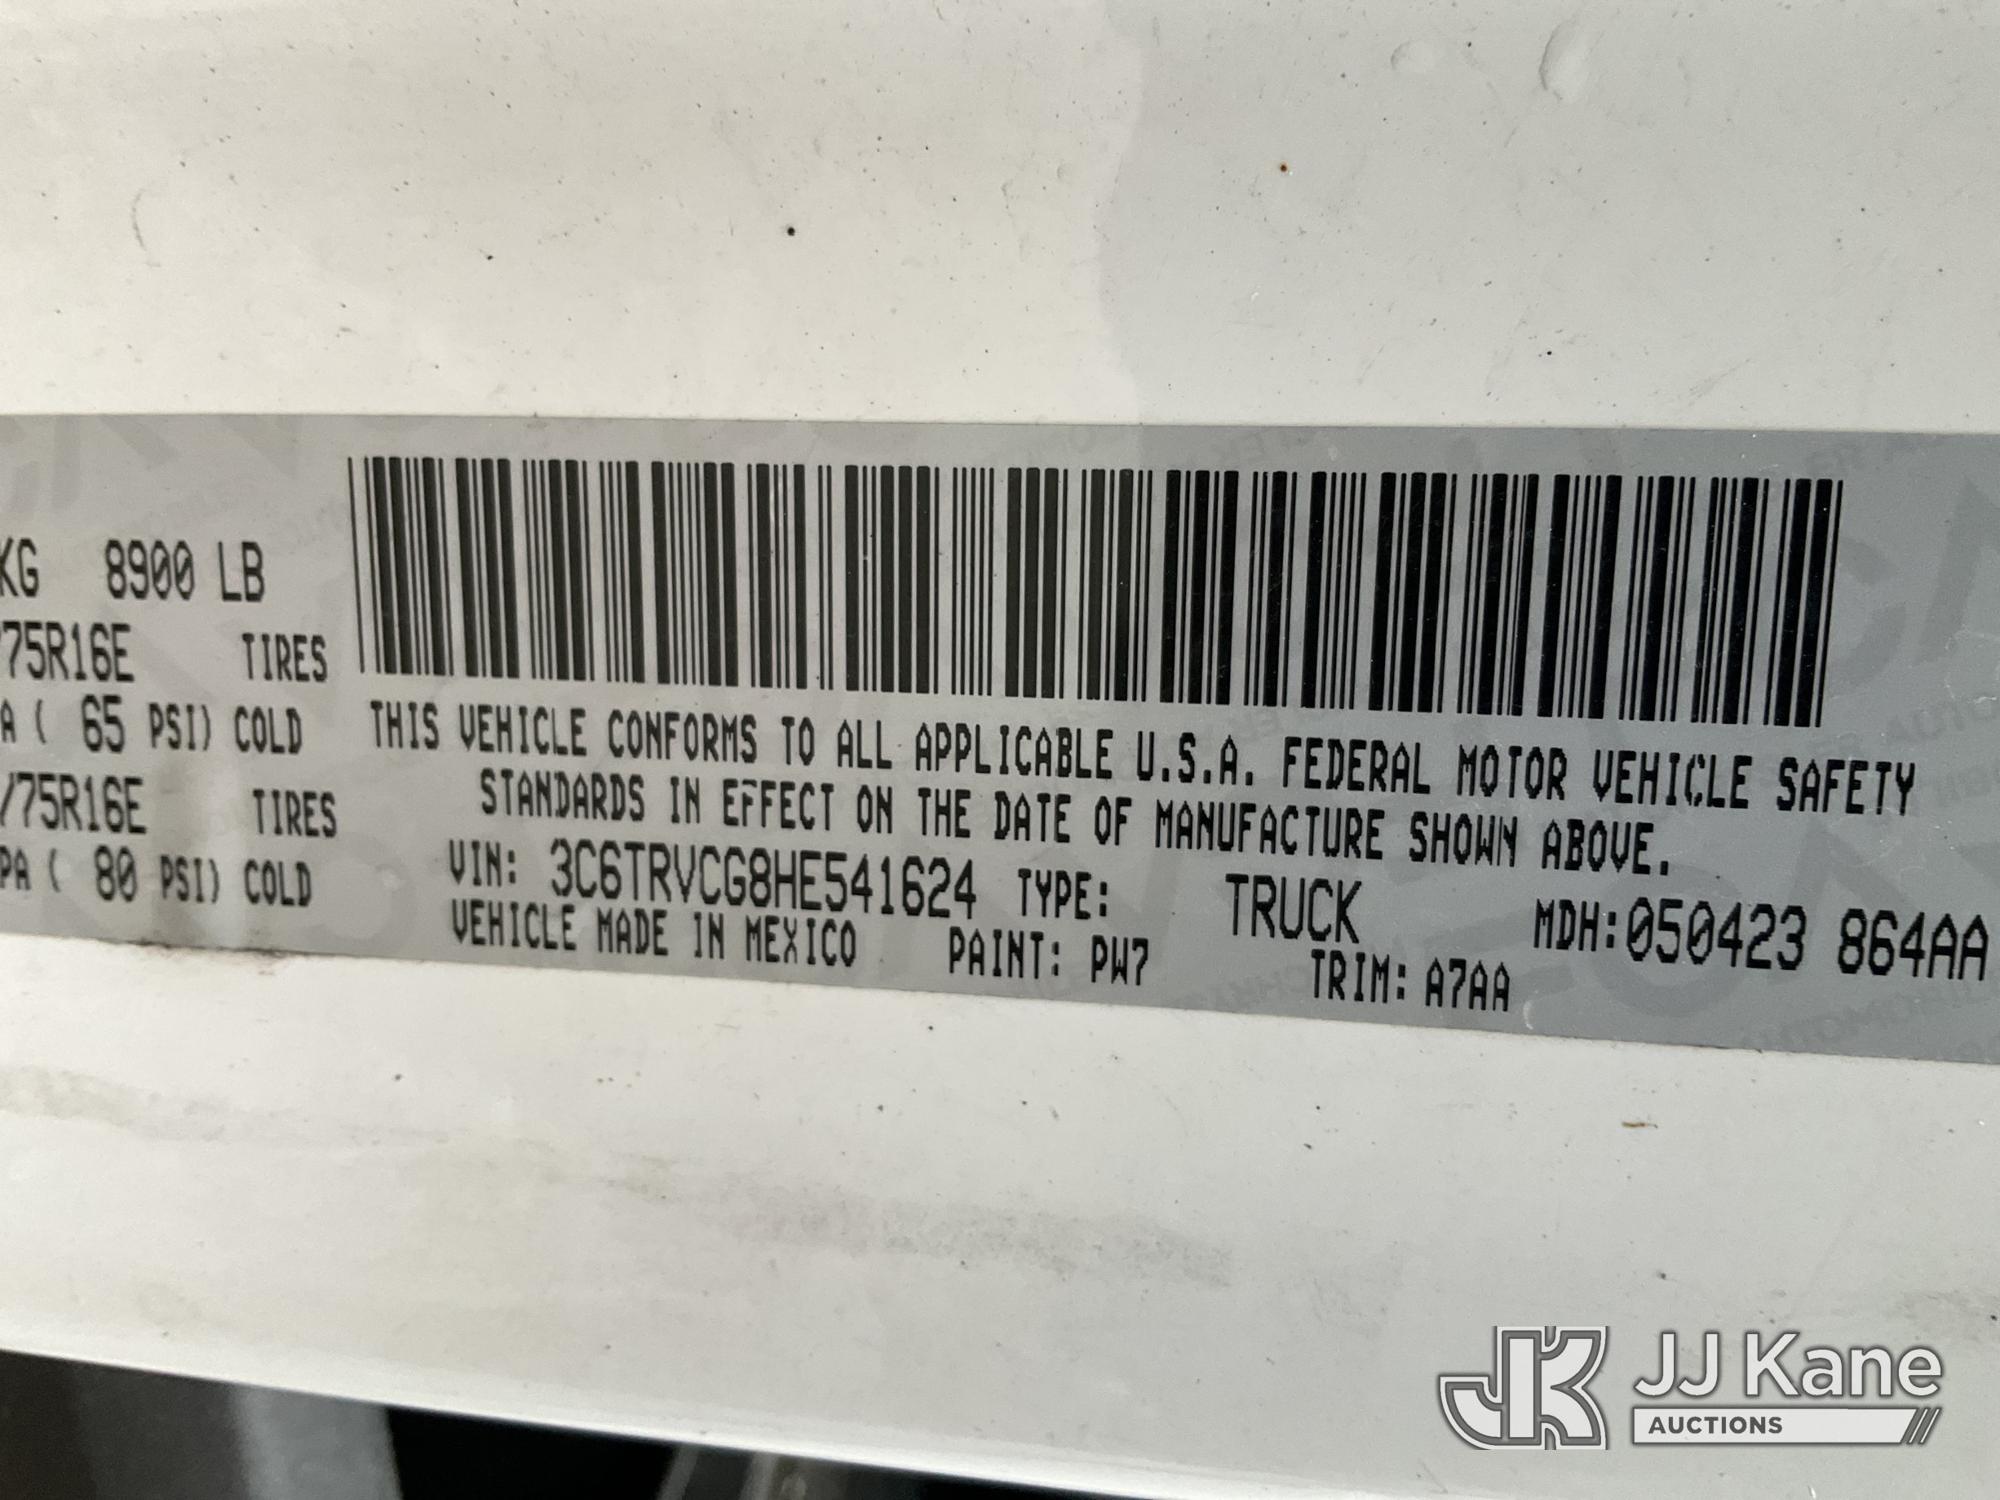 KG 8900 LB
75R16E TIRES
A ( 65 PSI) COLD
/75R16E TIRES
PA ( 80 PSI) COLD
THIS VEHICLE CONFORMS TO ALL APPLICABLE U.S.A. FEDERAL MOTOR VEHICLE SAFETY
STANDARDS IN EFFECT ON THE DATE OF MANUFACTURE SHOWN ABOVE.
VIN: 3C6TRVCG8HE541624 TYPE: TRUCK MDH:050423 864AA
VEHICLE MADE IN MEXICO PAINT: PW7 TRIM: A7AA
JK JJ Kane
AUCTIONS